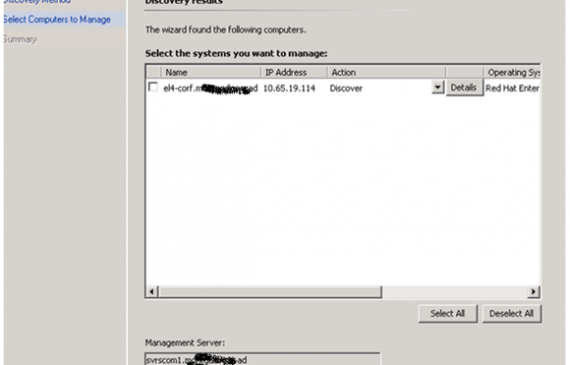 Discovery Method
Discovery results
Select Computers to Manage
Summary
The wizard found the following computers.
Select the systems you want to manage:
Name IP Address Action Operating Sys
el4-corf.m ad 10.65.19.114 Discover Details Red Hat Enter
Select All Deselect All
Management Server:
svrscom1.m ad